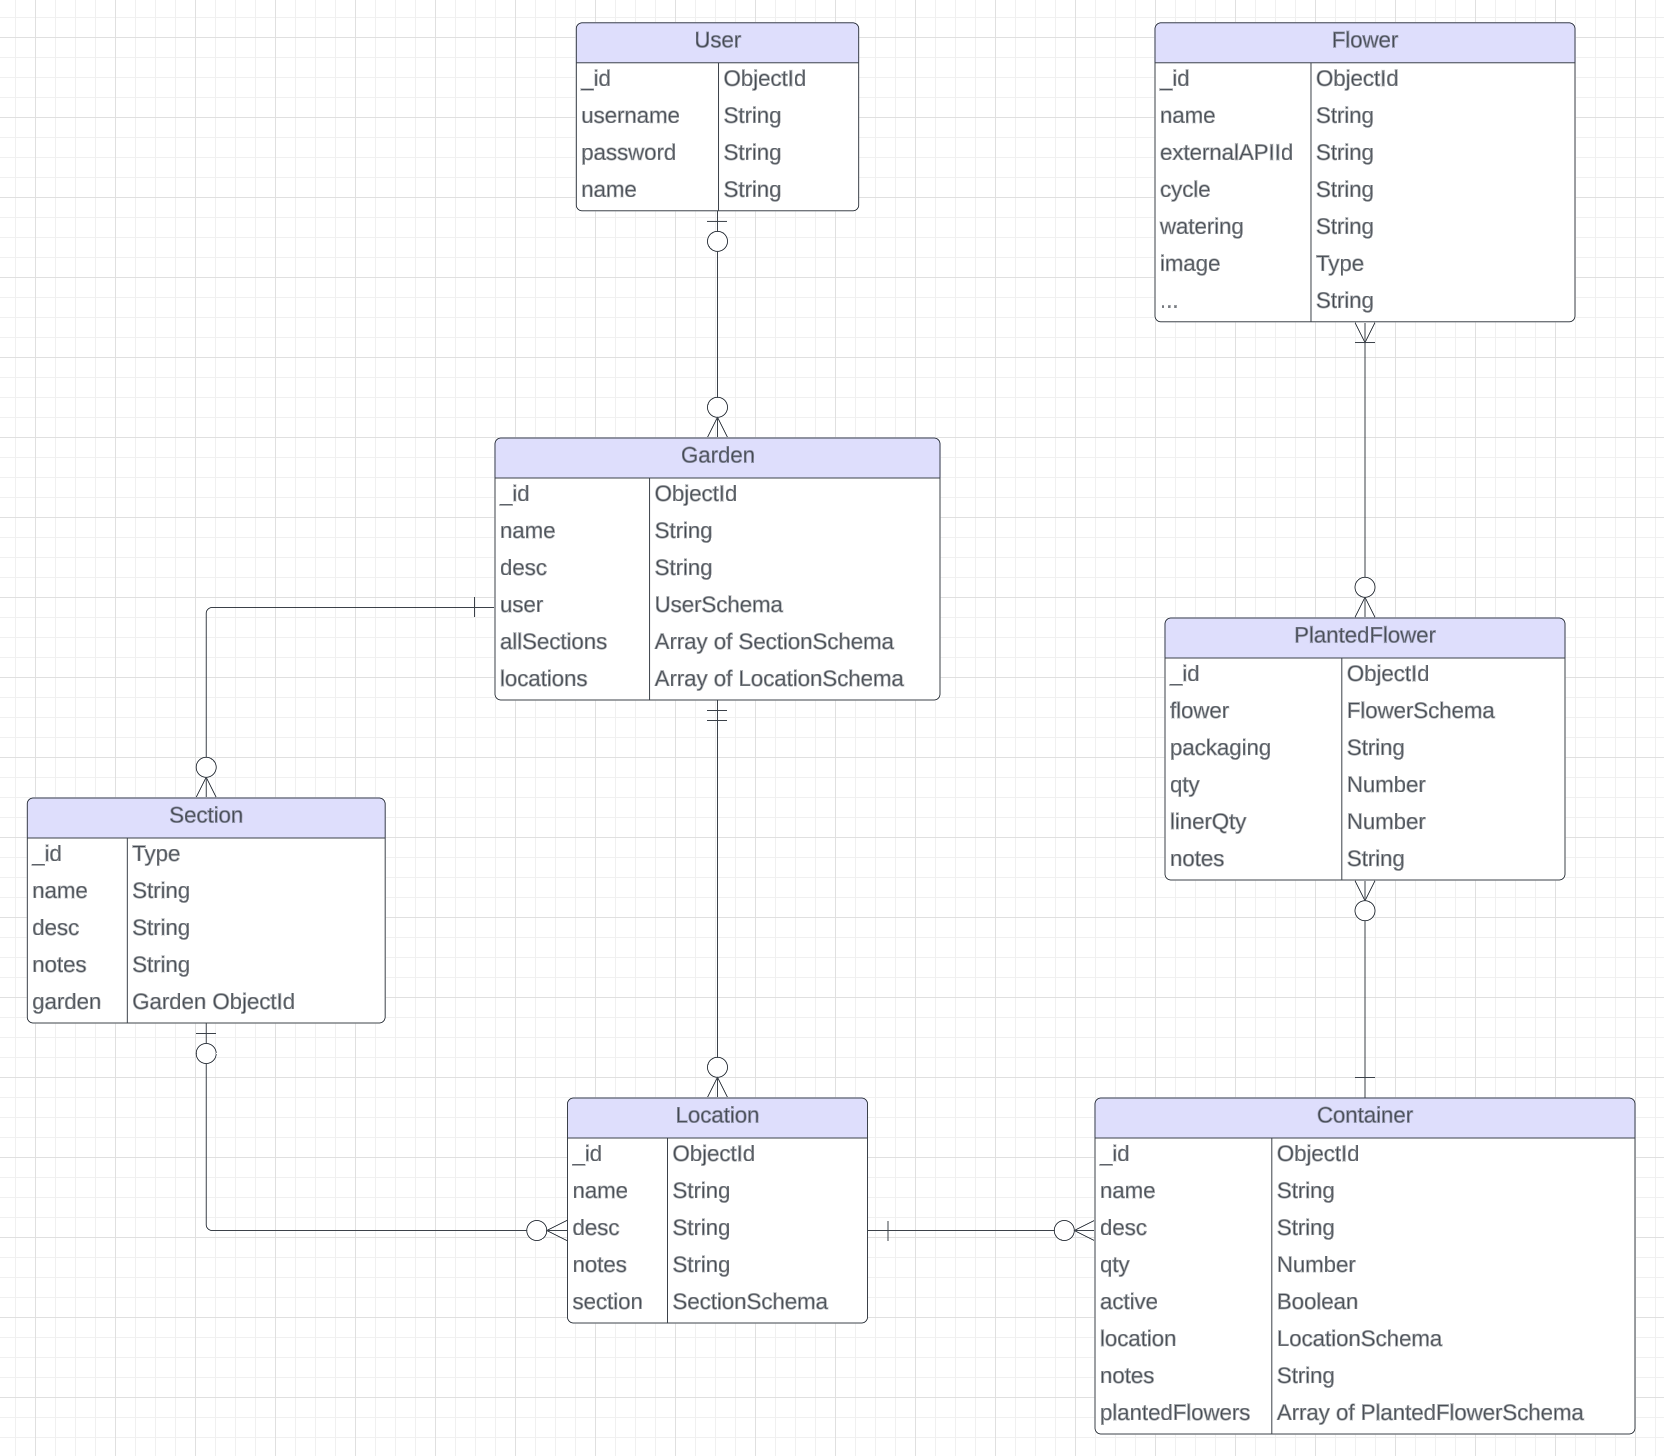 User
_id ObjectId
username String
password String
name String
Flower
_id ObjectId
name String
externalAPIId String
cycle String
watering String
image Type
... String
Garden
_id ObjectId
name String
desc String
user UserSchema
allSections Array of SectionSchema
locations Array of LocationSchema
PlantedFlower
_id ObjectId
flower FlowerSchema
packaging String
qty Number
linerQty Number
notes String
Section
_id Type
name String
desc String
notes String
garden Garden ObjectId
Location
_id ObjectId
name String
desc String
notes String
section SectionSchema
Container
_id ObjectId
name String
desc String
qty Number
active Boolean
location LocationSchema
notes String
plantedFlowers Array of PlantedFlowerSchema